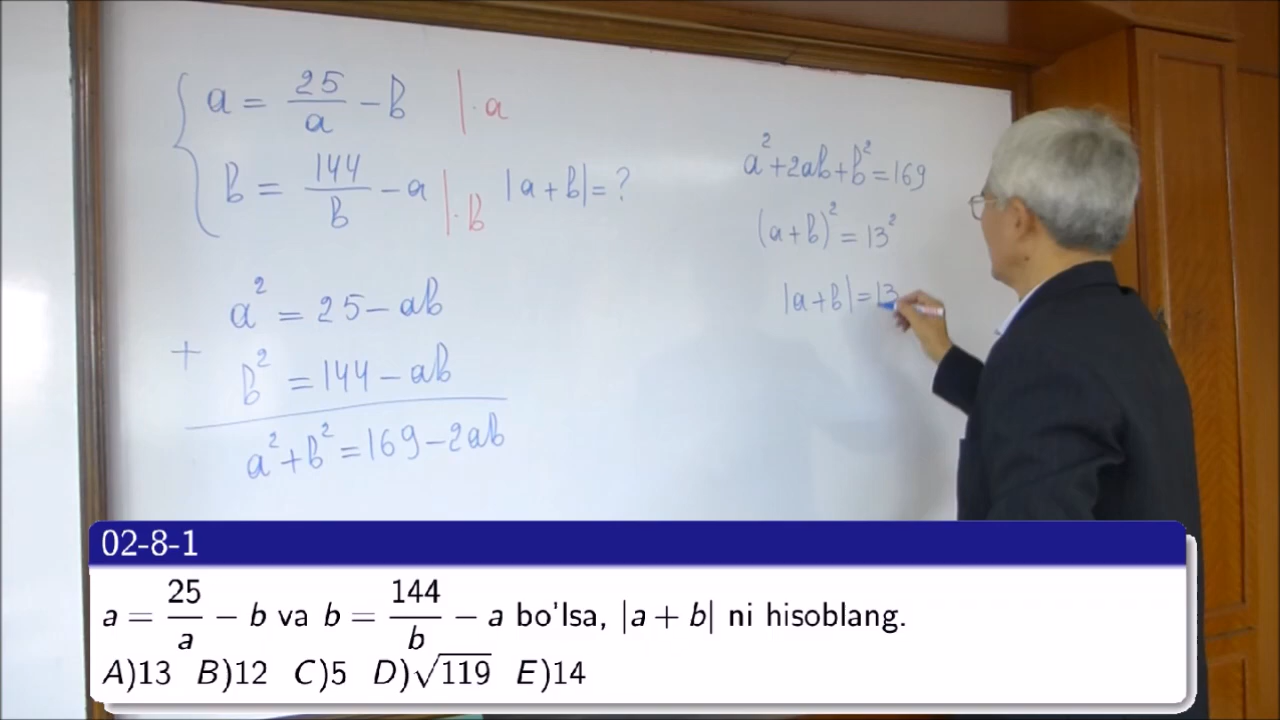 a = 25/a - b | · a
b = 144/b - a | · b |a + b| = ?
a² = 25 - ab
+
b² = 144 - ab
a² + b² = 169 - 2ab
a² + 2ab + b² = 169
(a + b)² = 13²
|a + b| = 13
02-8-1
a = 25/a − b va b = 144/b − a bo'lsa, |a + b| ni hisoblang.
A)13 B)12 C)5 D)√119 E)14